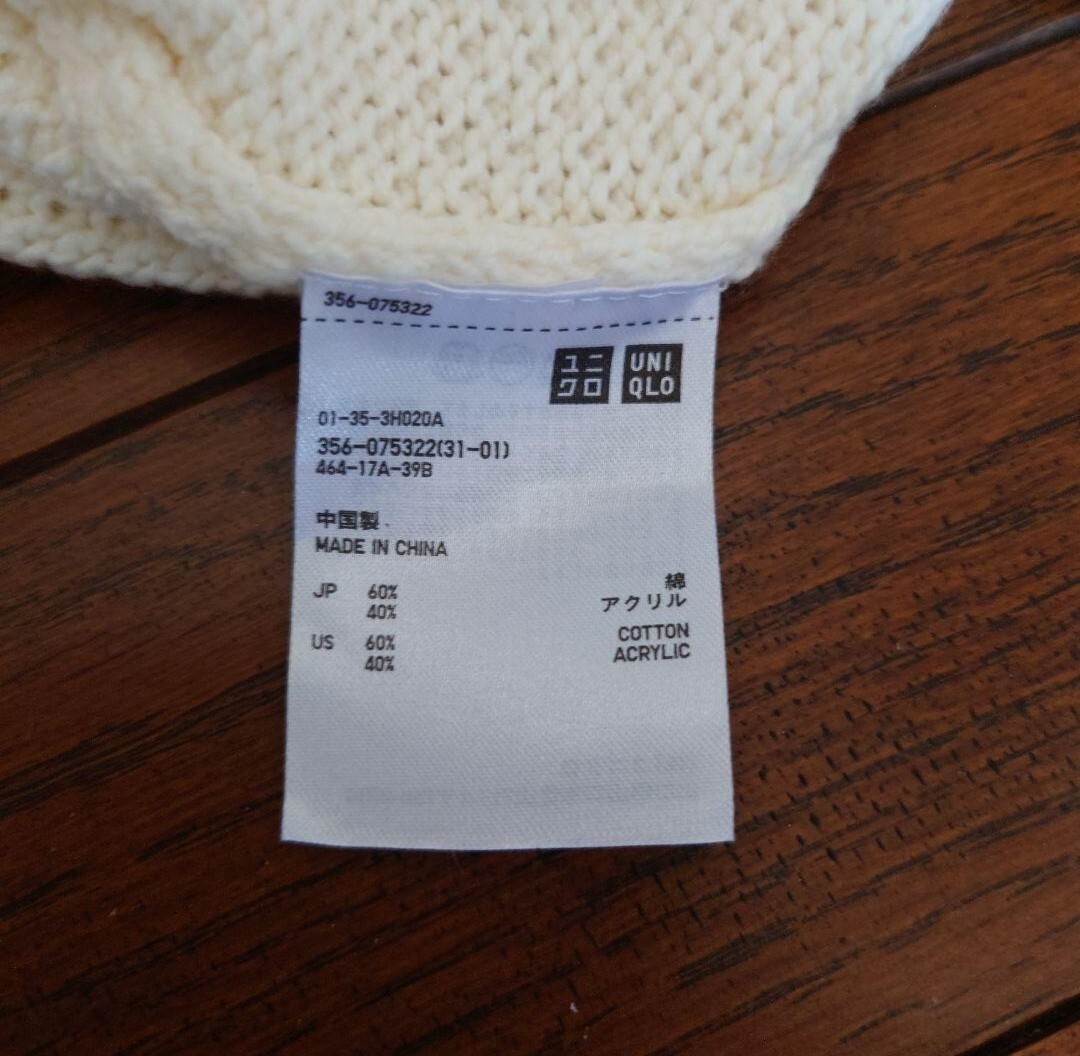 356-075322
ユニ UNI
クロ QLO
01-35-3H020A
356-075322(31-01)
464-17A-39B
中国製
MADE IN CHINA
JP 60% 綿
40% アクリル
US 60% COTTON
40% ACRYLIC